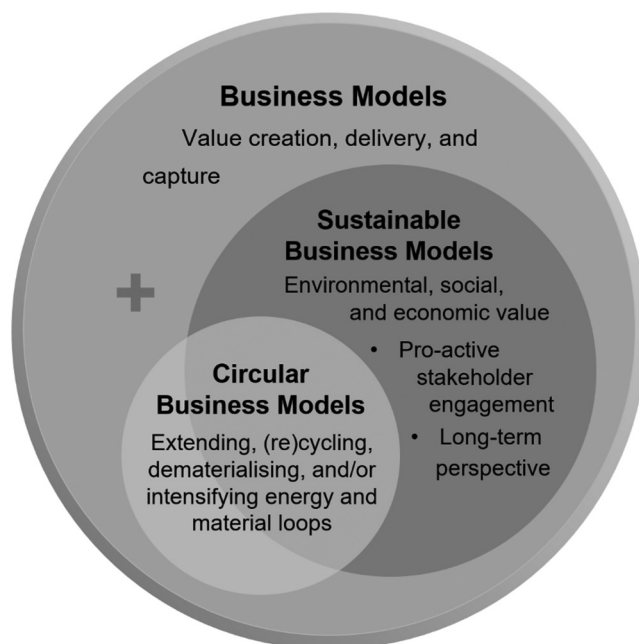 Business Models
Value creation, delivery, and
capture
Sustainable
Business Models
Environmental, social,
and economic value
• Pro-active
stakeholder
engagement
• Long-term
perspective
+
Circular
Business Models
Extending, (re)cycling,
dematerialising, and/or
intensifying energy and
material loops